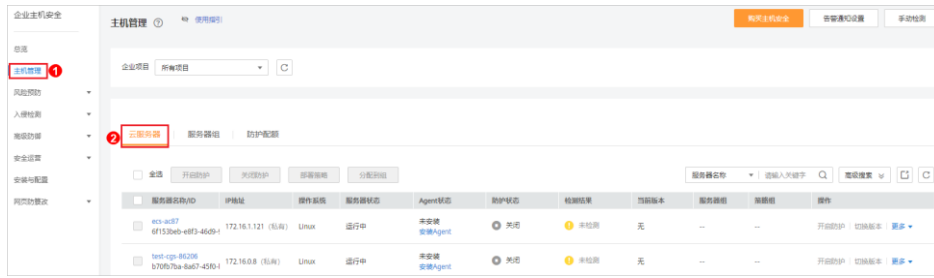 企业主机安全
主机管理 使用指引 购买主机安全 告警通知设置 手动检测
总览
主机管理 1
风险预防
入侵检测
高级防御
安全运营
安装与配置
网页防篡改
企业项目 所有项目
2 云服务器 服务器组 防护配额
全选 开启防护 关闭防护 部署策略 分配到组 服务器名称 请输入关键字 高级搜索
服务器名称/ID IP地址 操作系统 服务器状态 Agent状态 防护状态 检测结果 当前版本 服务器组 策略组 操作
ecs-ac87
6f153beb-e8f3-46d9-9 172.16.1.121 (私有) Linux 运行中 未安装 安装Agent 关闭 未检测 无 -- -- 开启防护 切换版本 更多
test-cgs-86206
b70fb7ba-8a67-45f0-l 172.16.0.8 (私有) Linux 运行中 未安装 安装Agent 关闭 未检测 无 -- -- 开启防护 切换版本 更多